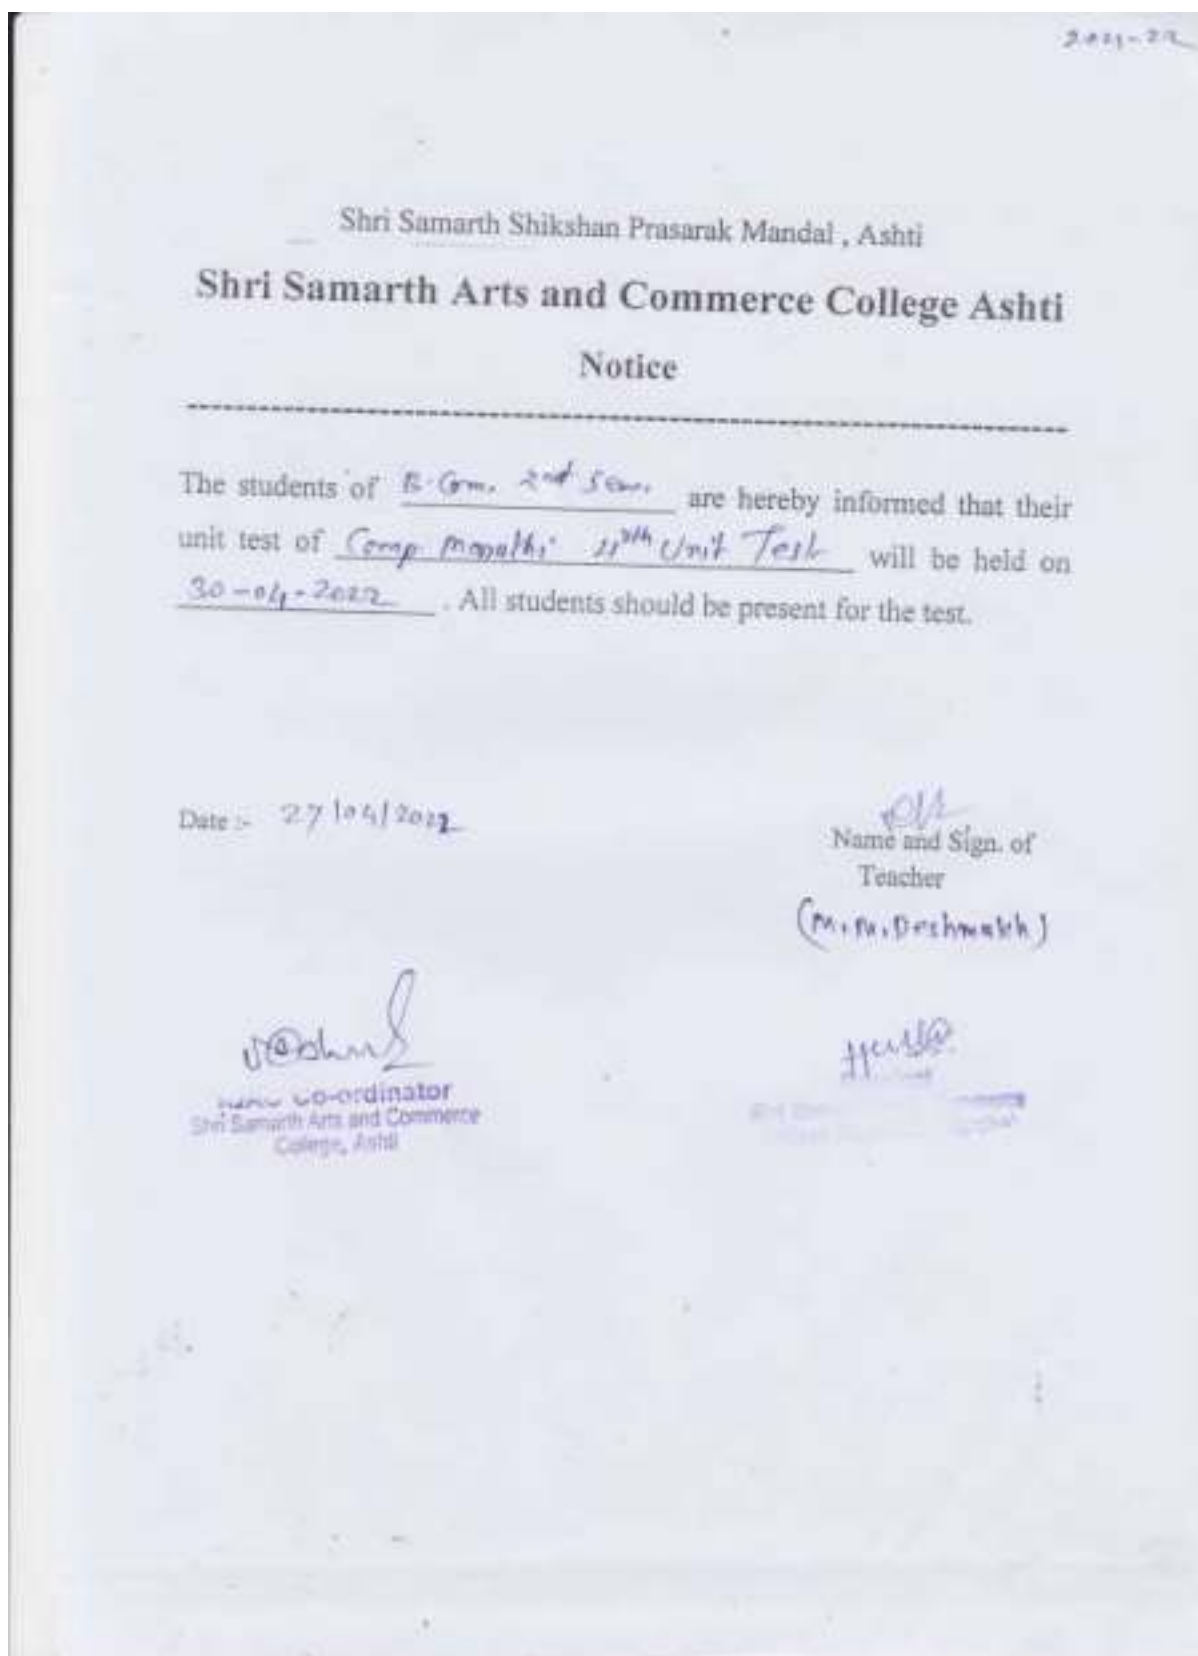 2021-22
Shri Samarth Shikshan Prasarak Mandal , Ashti
Shri Samarth Arts and Commerce College Ashti
Notice
The students of B.Com. 2nd Sem. are hereby informed that their
unit test of Comp. Marathi Unit Test will be held on
30-04-2022 . All students should be present for the test.
Date :- 27/04/2022
Name and Sign. of
Teacher
(M.M. Deshmukh)
Co-ordinator
Shri Samarth Arts and Commerce
College, Ashti